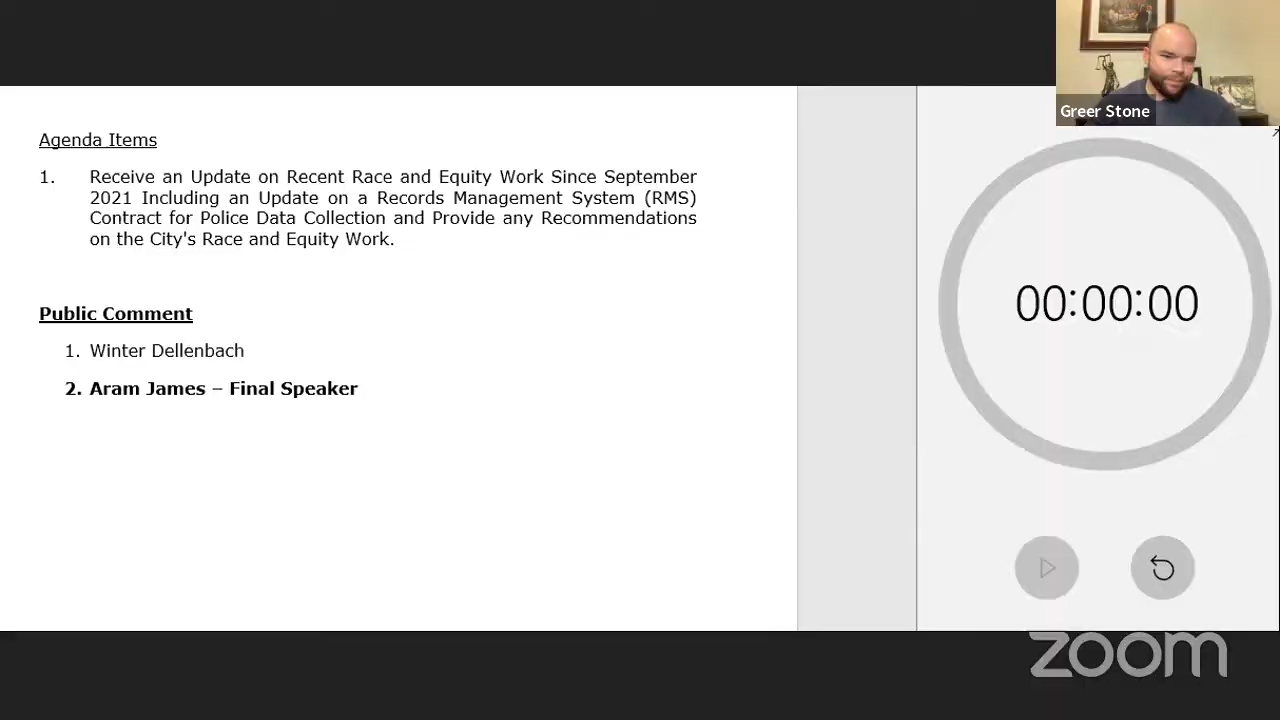 Greer Stone
Agenda Items
1. Receive an Update on Recent Race and Equity Work Since September
2021 Including an Update on a Records Management System (RMS)
Contract for Police Data Collection and Provide any Recommendations
on the City's Race and Equity Work.
Public Comment
1. Winter Dellenbach
2. Aram James – Final Speaker
00:00:00
zoom